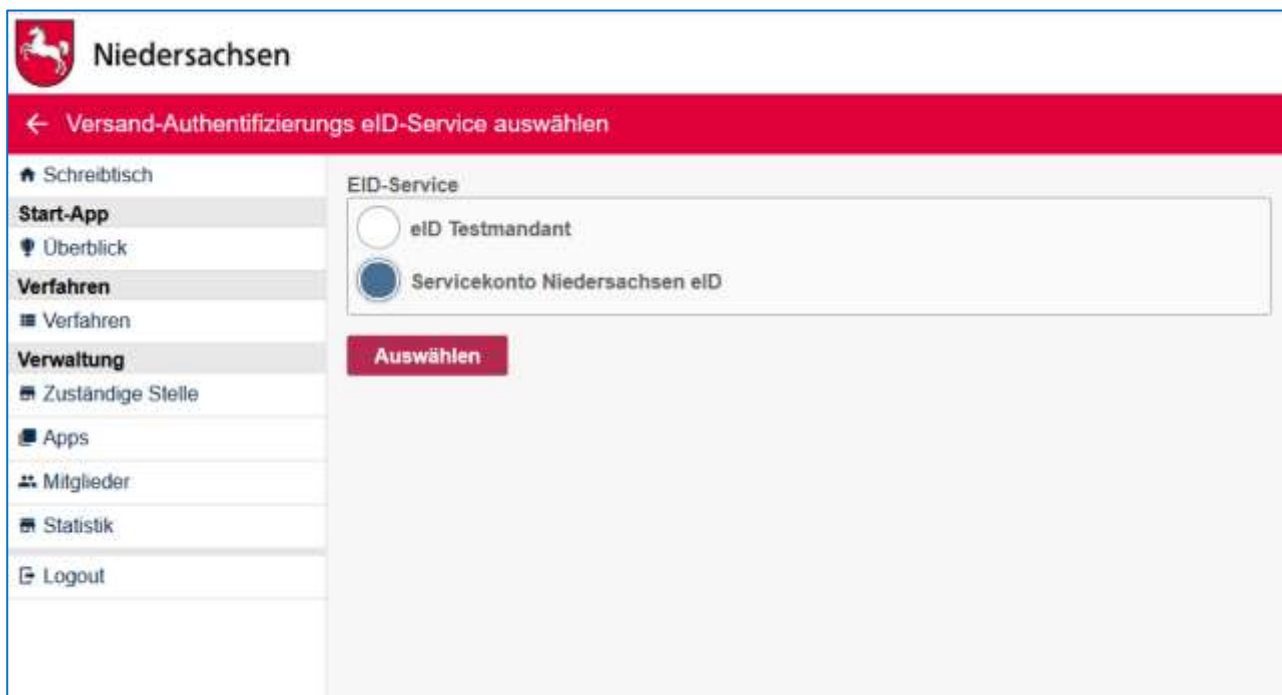 Niedersachsen
← Versand-Authentifizierungs eID-Service auswählen
Schreibtisch
Start-App
Überblick
Verfahren
Verfahren
Verwaltung
Zuständige Stelle
Apps
Mitglieder
Statistik
Logout
EID-Service
eID Testmandant
Servicekonto Niedersachsen eID
Auswählen